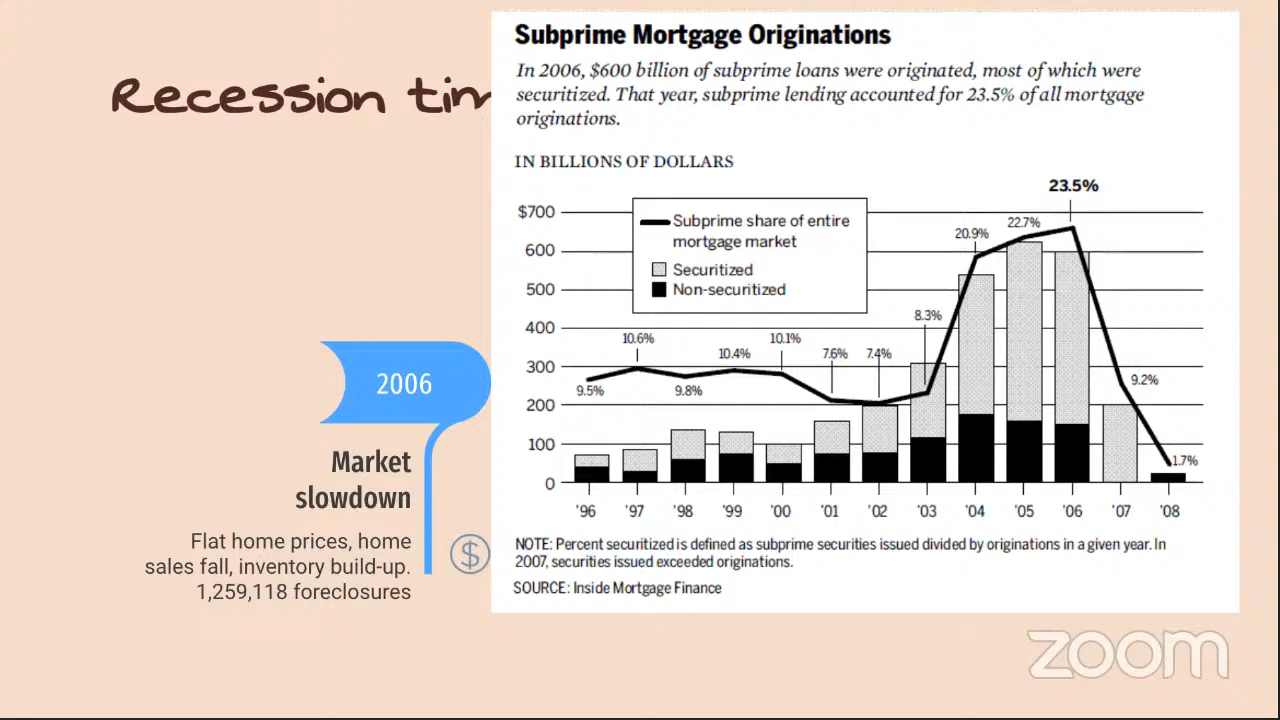 Recession tim
2006
Market
slowdown
Flat home prices, home
sales fall, inventory build-up.
1,259,118 foreclosures
$
Subprime Mortgage Originations
In 2006, $600 billion of subprime loans were originated, most of which were
securitized. That year, subprime lending accounted for 23.5% of all mortgage
originations.
IN BILLIONS OF DOLLARS
23.5%
$700
600
500
400
300
200
100
0
Subprime share of entire
mortgage market
Securitized
Non-securitized
9.5%
10.6%
9.8%
10.4%
10.1%
7.6%
7.4%
8.3%
20.9%
22.7%
9.2%
1.7%
'96 '97 '98 '99 '00 '01 '02 '03 '04 '05 '06 '07 '08
NOTE: Percent securitized is defined as subprime securities issued divided by originations in a given year. In
2007, securities issued exceeded originations.
SOURCE: Inside Mortgage Finance
zoom